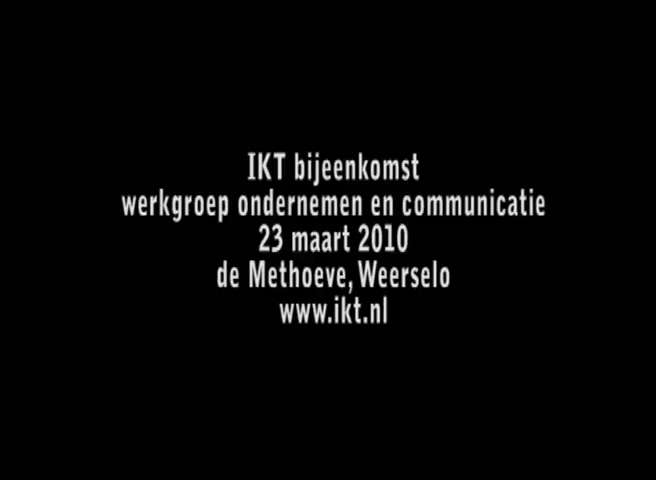 IKT bijeenkomst
werkgroep ondernemen en communicatie
23 maart 2010
de Methoeve, Weerselo
www.ikt.nl